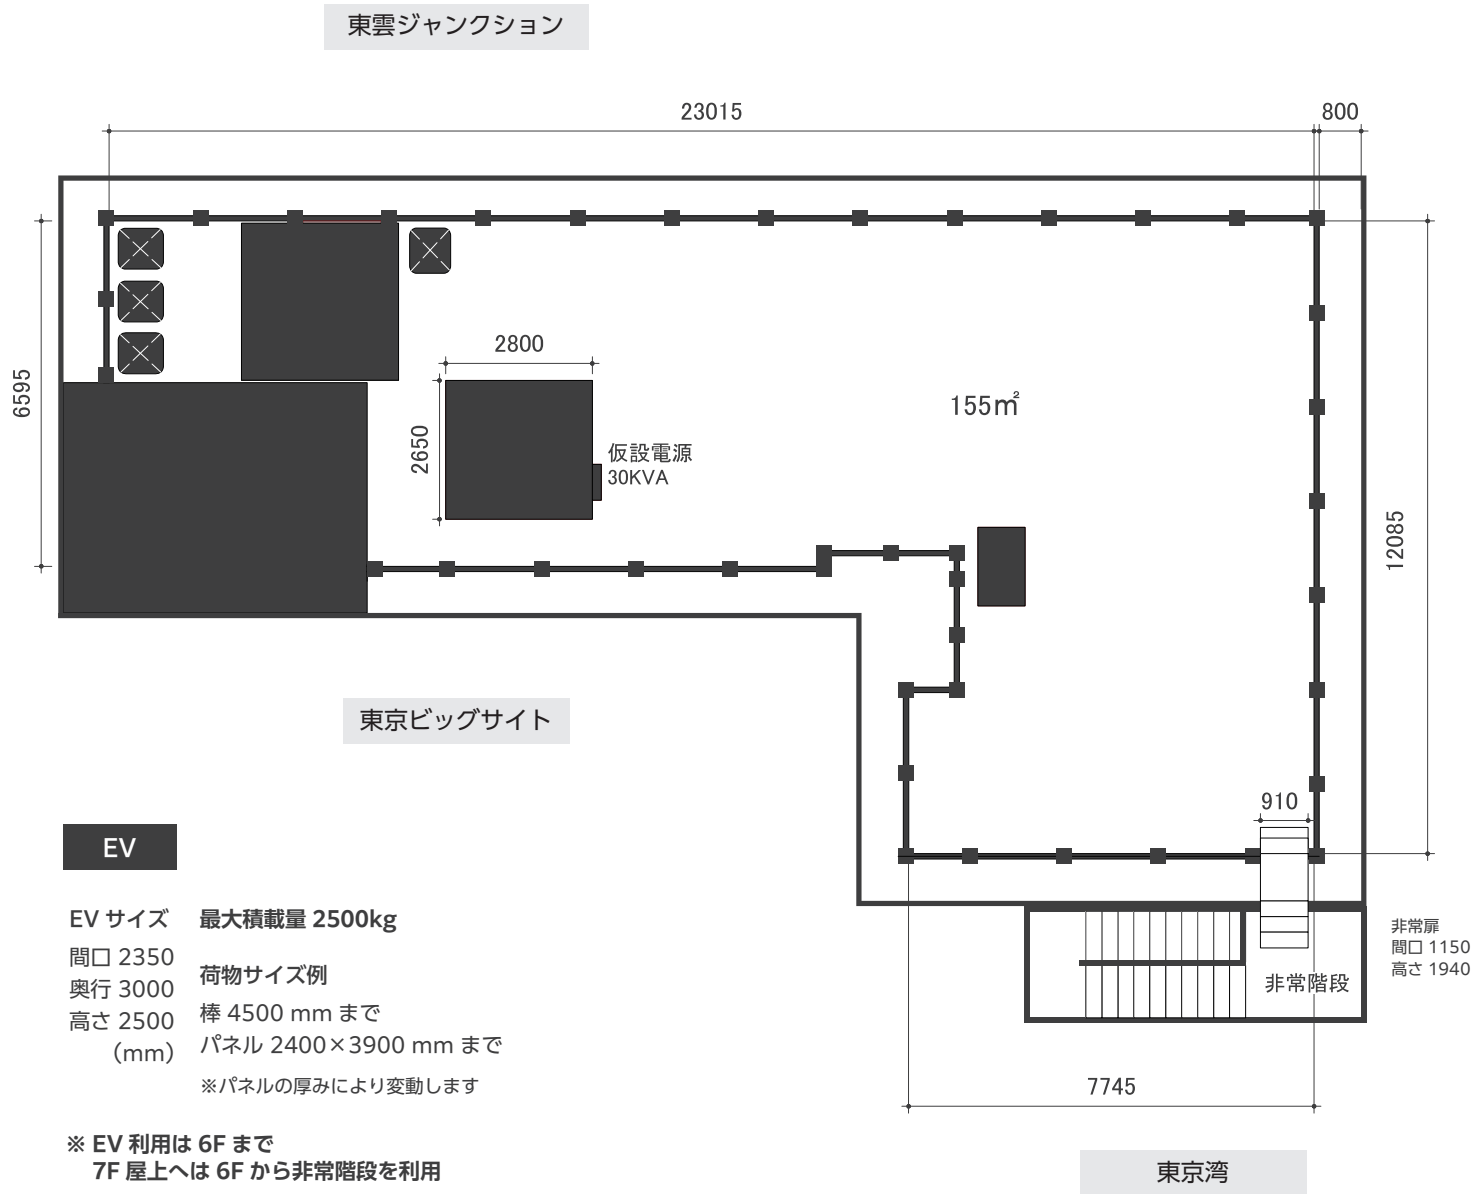 東雲ジャンクション
23015
800
6595
2800
2650
155㎡
仮設電源
30KVA
12085
東京ビッグサイト
910
EV
EV サイズ
間口 2350
奥行 3000
高さ 2500
（mm）
最大積載量 2500kg
荷物サイズ例
棒 4500 mm まで
パネル 2400×3900 mm まで
※パネルの厚みにより変動します
※ EV 利用は 6F まで
7F 屋上へは 6F から非常階段を利用
非常扉
間口 1150
高さ 1940
非常階段
7745
東京湾